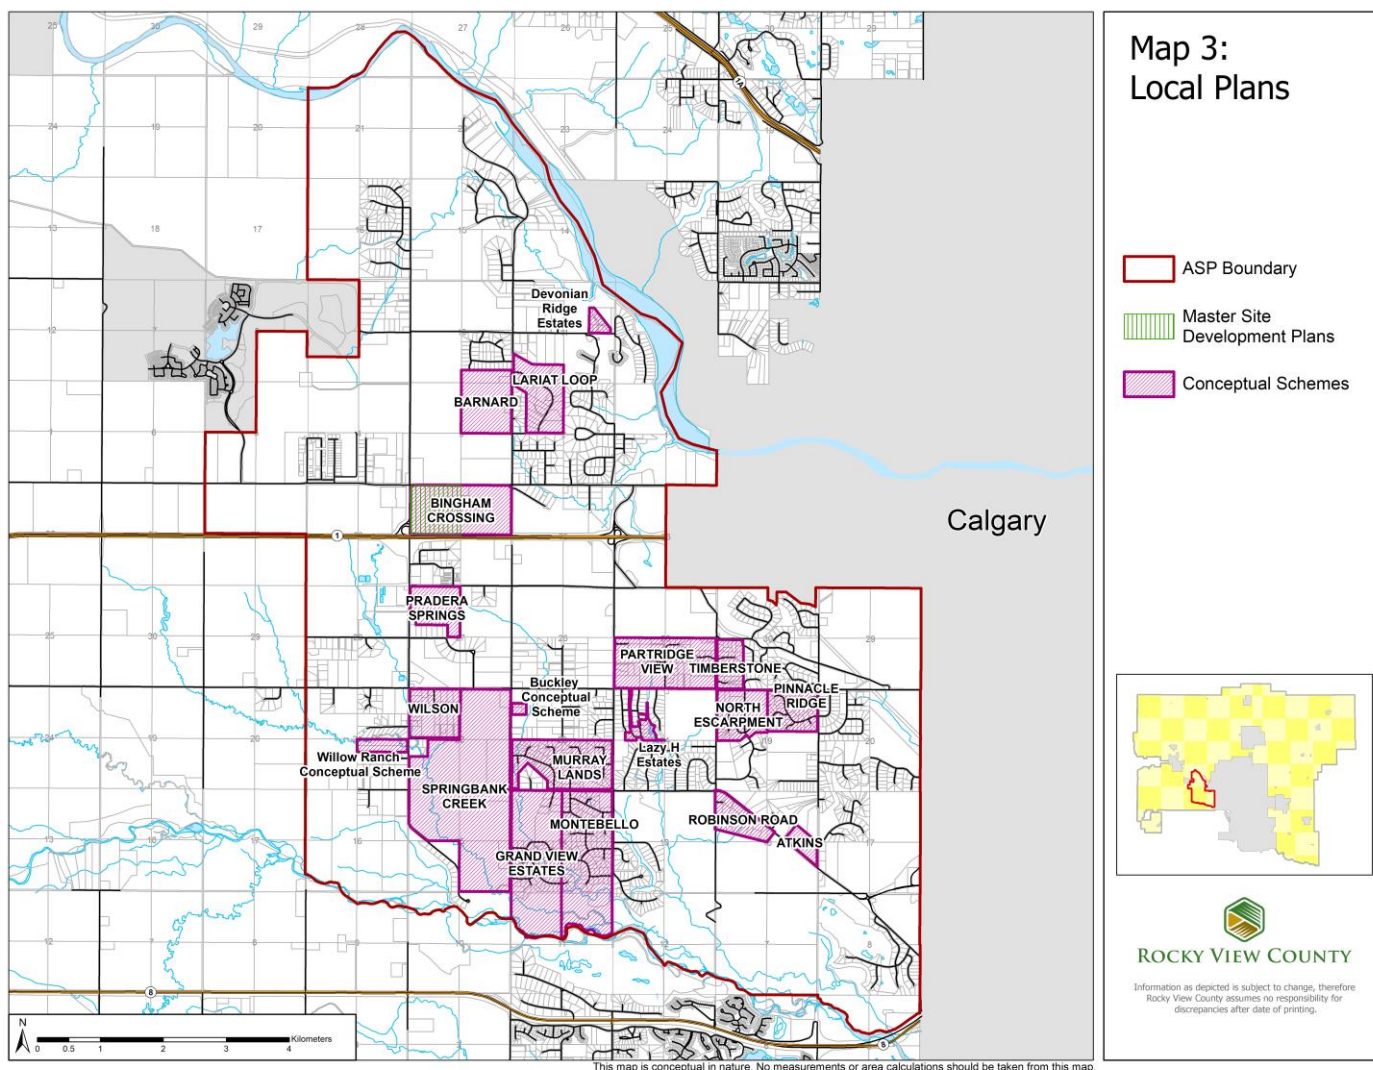 Map 3:
Local Plans
ASP Boundary
Master Site
Development Plans
Conceptual Schemes
Devonian
Ridge
Estates
LARIAT LOOP
BARNARD
BINGHAM
CROSSING
Calgary
PRADERA
SPRINGS
PARTRIDGE
VIEW
TIMBERSTONE
Buckley
Conceptual
Scheme
PINNACLE
RIDGE
WILSON
NORTH
ESCARPMENT
Willow Ranch
Conceptual Scheme
Lazy H
Estates
MURRAY
LANDS
SPRINGBANK
CREEK
MONTEBELLO
ROBINSON ROAD
ATKINS
GRAND VIEW
ESTATES
1A
1
8
8
N
0 0.5 1 2 3 4
Kilometers
ROCKY VIEW COUNTY
Information as depicted is subject to change, therefore
Rocky View County assumes no responsibility for
discrepancies after date of printing.
This map is conceptual in nature. No measurements or area calculations should be taken from this map.